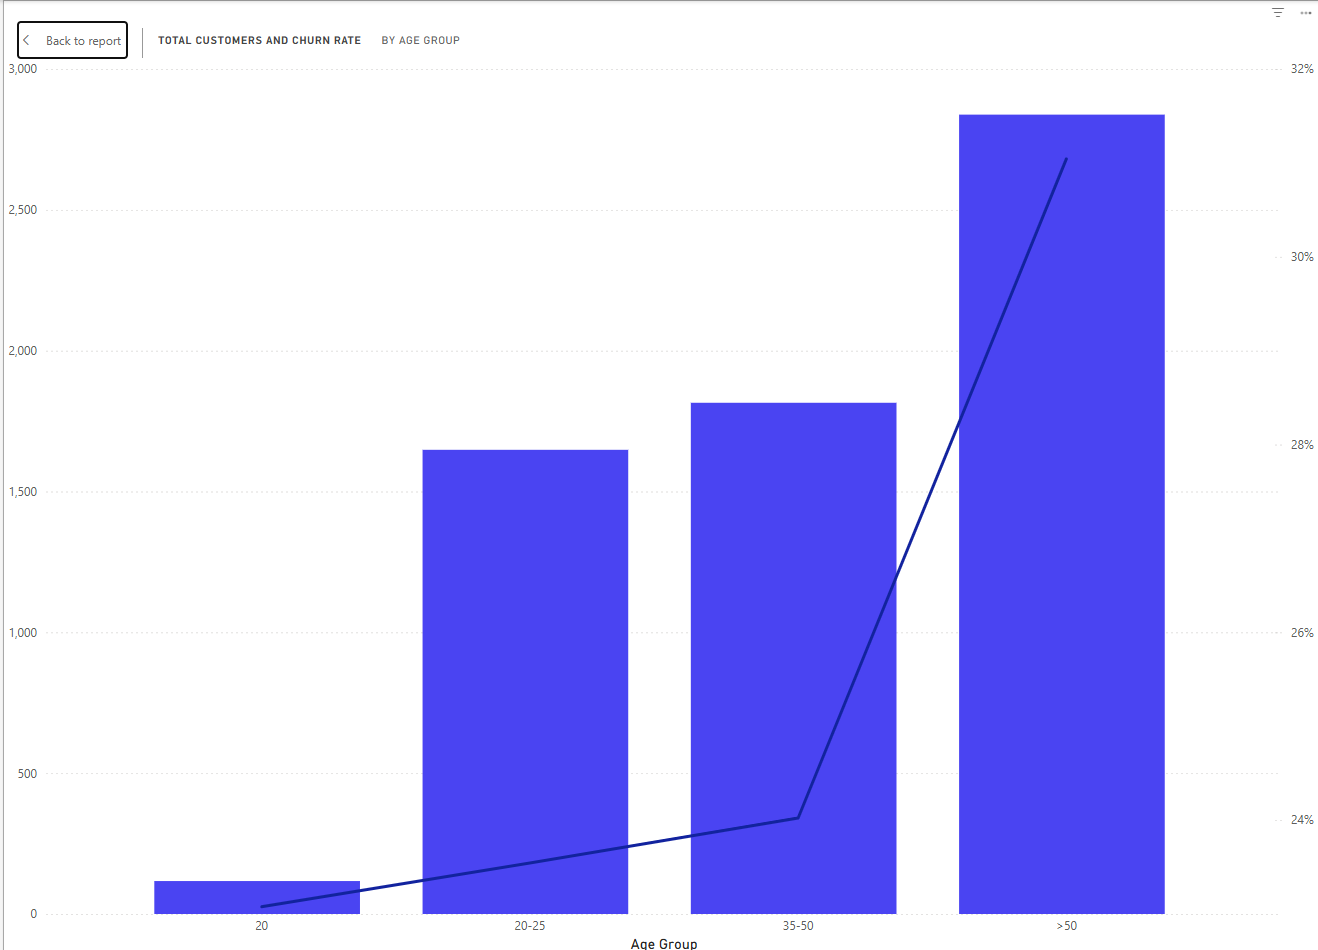 Back to report
TOTAL CUSTOMERS AND CHURN RATE BY AGE GROUP
3,000 32%
2,500
30%
2,000
28%
1,500
1,000 26%
500
24%
0
20 20-25 35-50 >50
Age Group